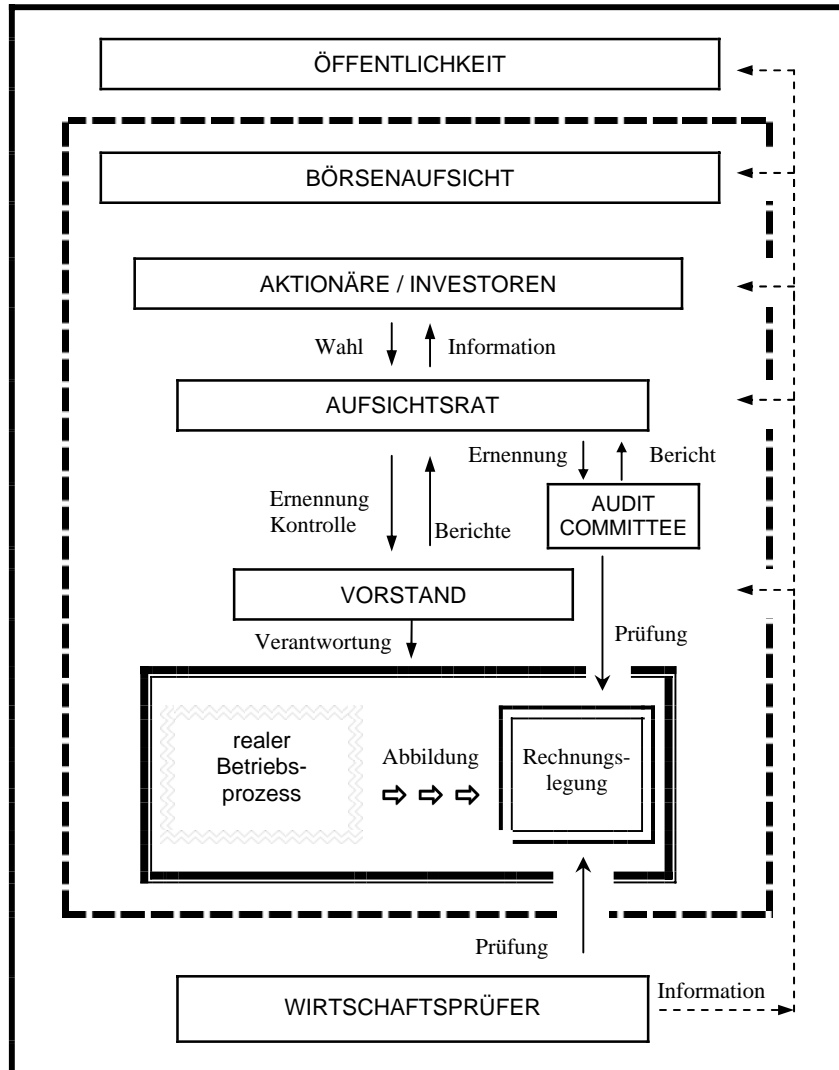 ÖFFENTLICHKEIT
BÖRSENAUFSICHT
AKTIONÄRE / INVESTOREN
Wahl
Information
AUFSICHTSRAT
Ernennung
Bericht
Ernennung
Kontrolle
Berichte
AUDIT
COMMITTEE
VORSTAND
Verantwortung
Prüfung
realer
Betriebs-
prozess
Abbildung
Rechnungs-
legung
Prüfung
WIRTSCHAFTSPRÜFER
Information